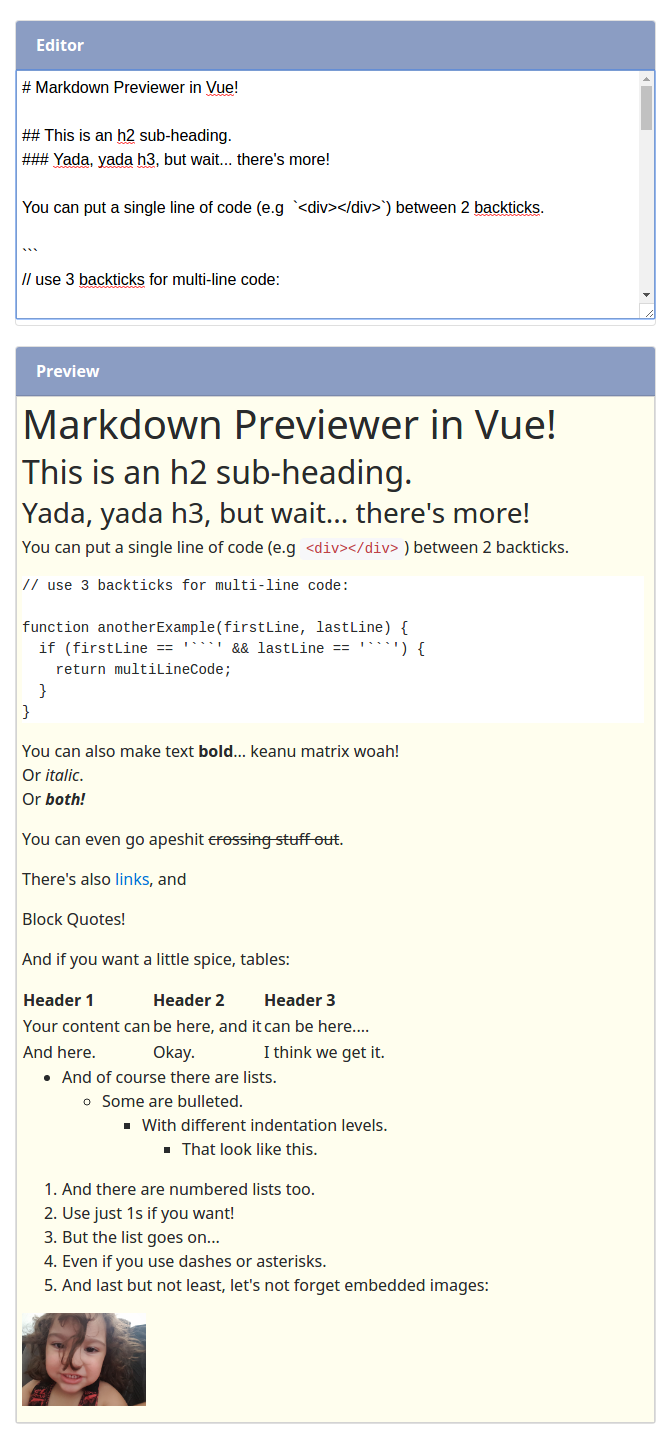 Editor
# Markdown Previewer in Vue!
## This is an h2 sub-heading.
### Yada, yada h3, but wait... there's more!
You can put a single line of code (e.g  `<div></div>`) between 2 backticks.
```
// use 3 backticks for multi-line code:
Preview
Markdown Previewer in Vue!
This is an h2 sub-heading.
Yada, yada h3, but wait... there's more!
You can put a single line of code (e.g <div></div>) between 2 backticks.
// use 3 backticks for multi-line code:
function anotherExample(firstLine, lastLine) {
  if (firstLine == '```' && lastLine == '```') {
    return multiLineCode;
  }
}
You can also make text bold... keanu matrix woah!
Or italic.
Or both!
You can even go apeshit crossing stuff out.
There's also links, and
Block Quotes!
And if you want a little spice, tables:
Header 1 Header 2 Header 3
Your content can be here, and it can be here....
And here. Okay. I think we get it.
And of course there are lists.
Some are bulleted.
With different indentation levels.
That look like this.
1. And there are numbered lists too.
2. Use just 1s if you want!
3. But the list goes on...
4. Even if you use dashes or asterisks.
5. And last but not least, let's not forget embedded images: